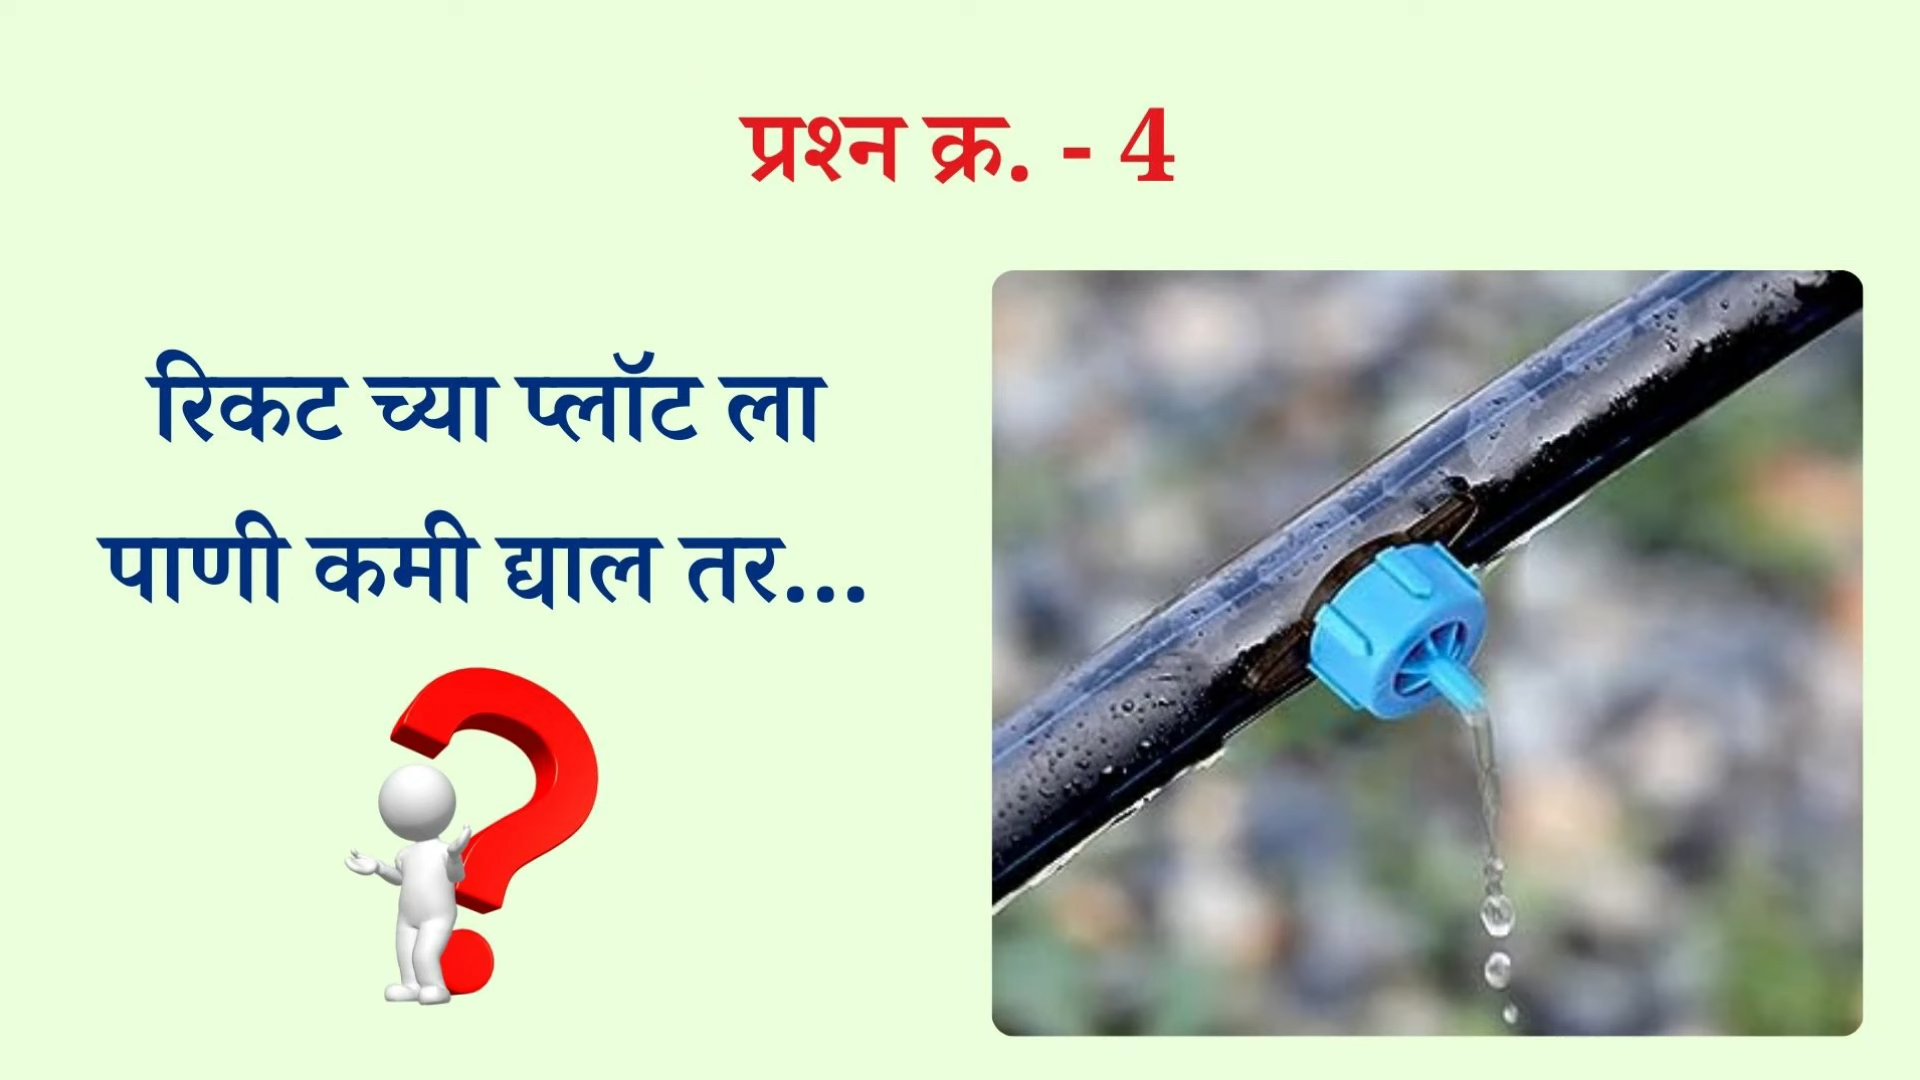 प्रश्न क्र. - 4
रिकट च्या प्लॉट ला
पाणी कमी द्याल तर...